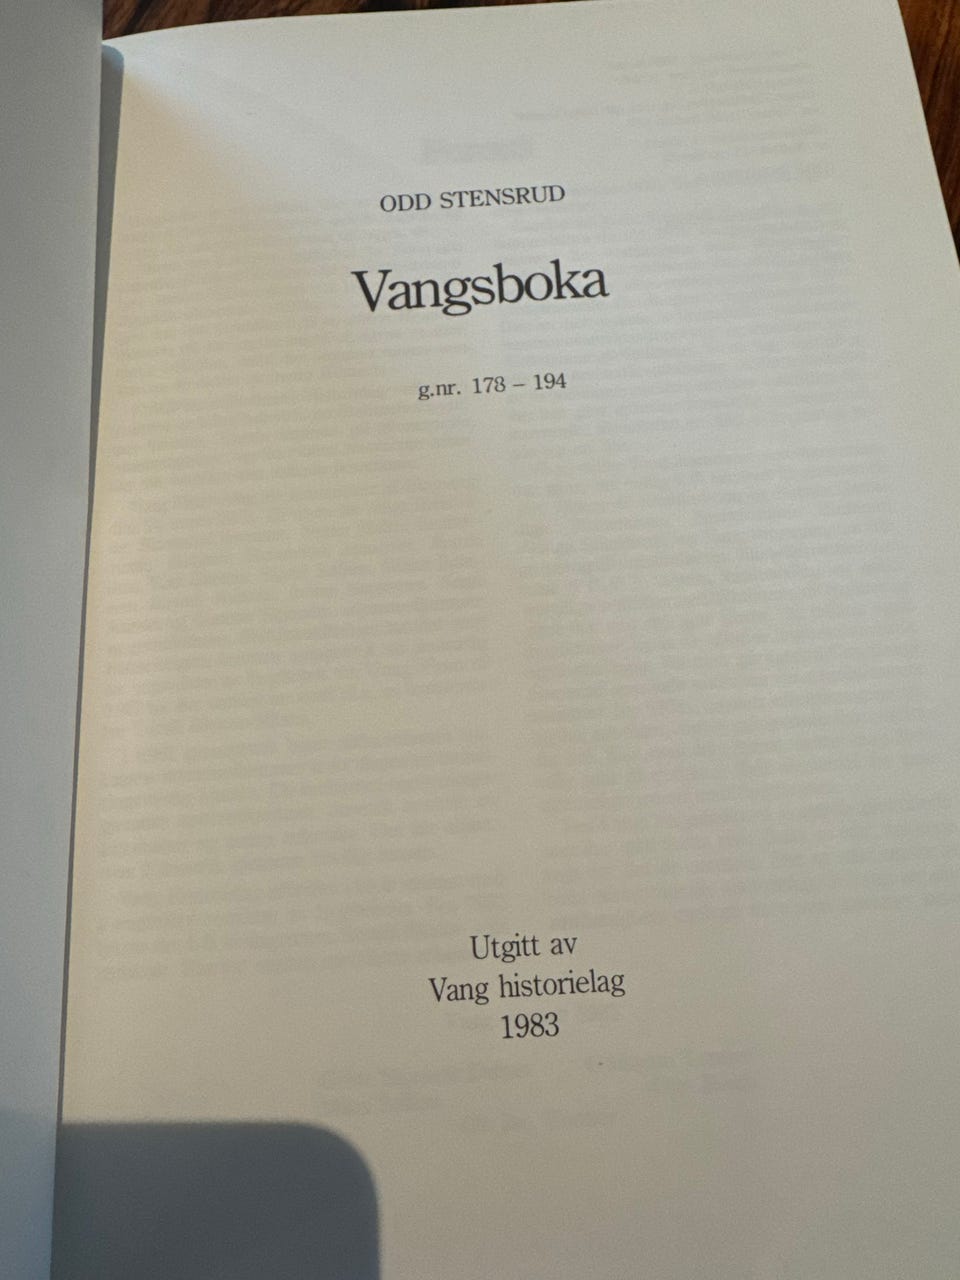 ODD STENSRUD
Vangsboka
g.nr. 178 – 194
Utgitt av
Vang historielag
1983